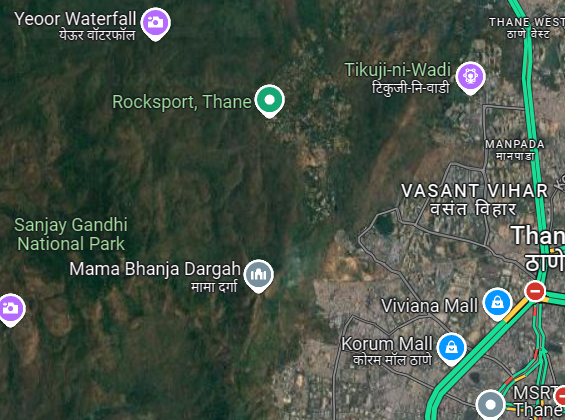 Yeoor Waterfall
येऊर वॉटरफॉल
THANE WEST
ठाणे वेस्ट
Tikuji-ni-Wadi
टिकुजी-नि-वाडी
Rocksport, Thane
MANPADA
मानपाडा
VASANT VIHAR
वसंत विहार
Sanjay Gandhi
National Park
Than
ठाणे
Mama Bhanja Dargah
मामा दर्गा
Viviana Mall
Korum Mall
कोरम मॉल ठाणे
MSRT
Thane